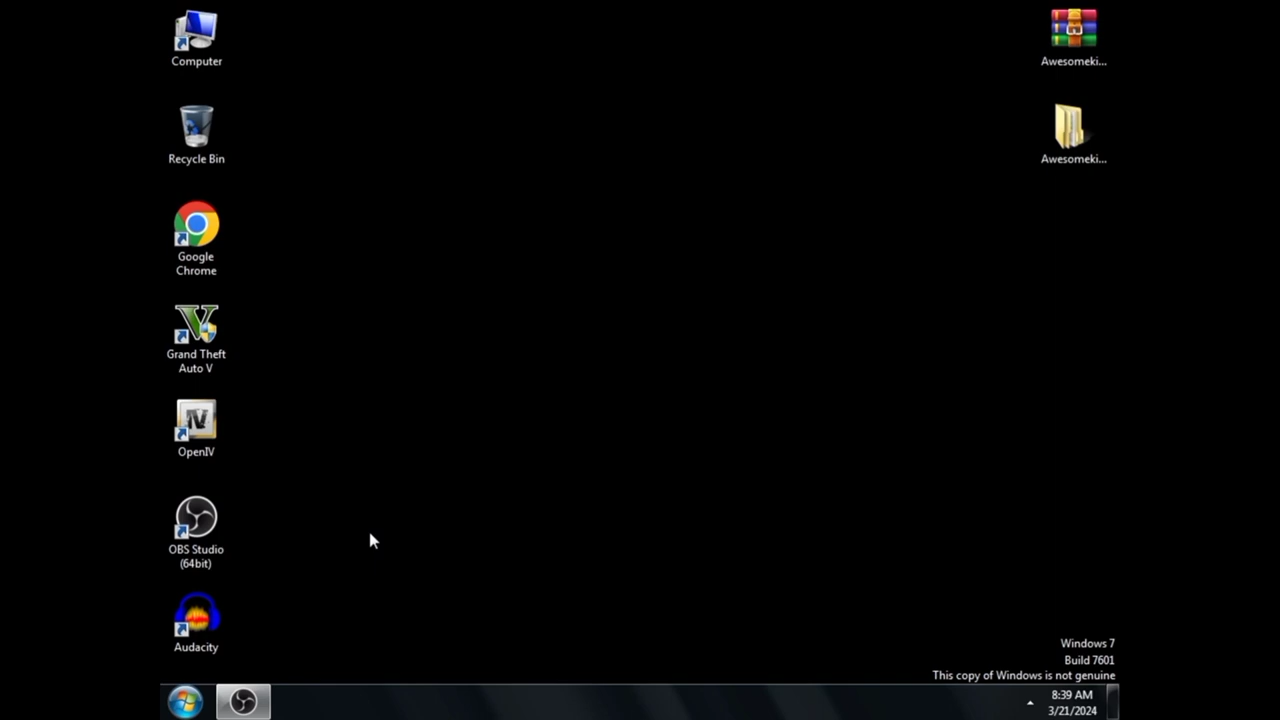 Computer
Awesomeki...
Recycle Bin
Awesomeki...
Google
Chrome
Grand Theft
Auto V
OpenIV
OBS Studio
(64bit)
Audacity
Windows 7
Build 7601
This copy of Windows is not genuine
8:39 AM
3/21/2024